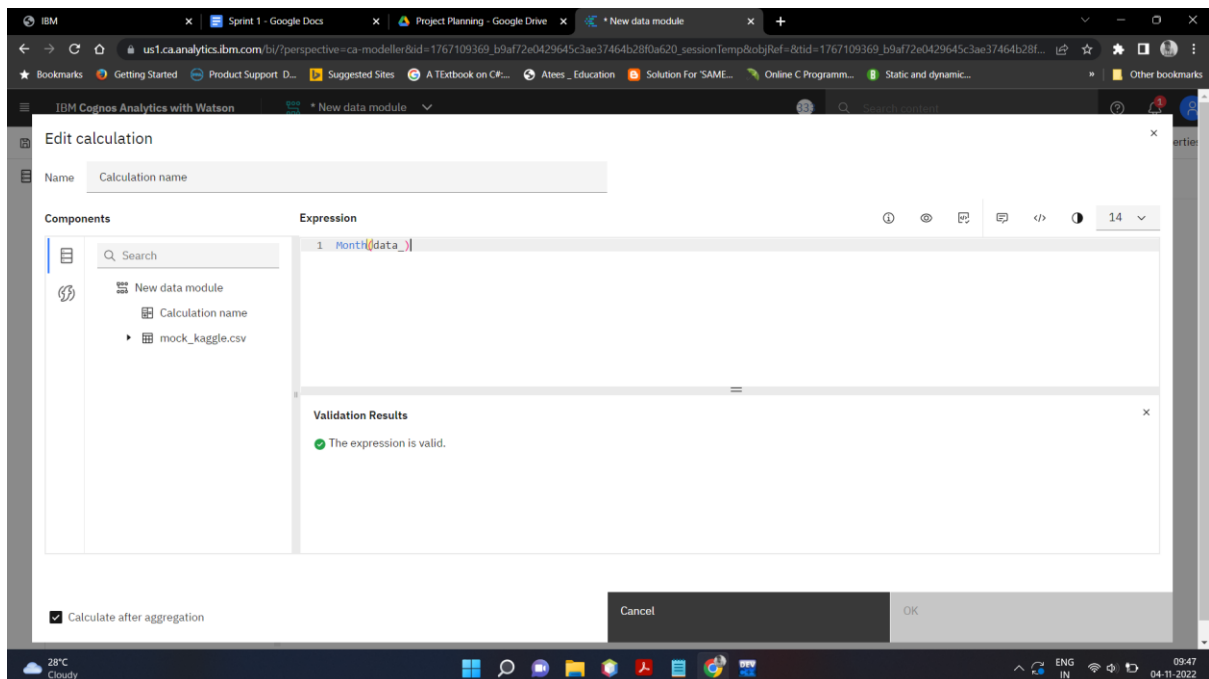 IBM
Sprint 1 - Google Docs
Project Planning - Google Drive
* New data module
us1.ca.analytics.ibm.com/bi/?perspective=ca-modeller&id=1767109369_b9af72e0429645c3ae37464b28f0a620_sessionTemp&objRef=&tid=1767109369_b9af72e0429645c3ae37464b28f...
Bookmarks Getting Started Product Support D... Suggested Sites A TExtbook on C#:... Atees _ Education Solution For 'SAME... Online C Programm... Static and dynamic... » Other bookmarks
IBM Cognos Analytics with Watson * New data module 33 Search content
Edit calculation
ertie
Name Calculation name
Components Expression 14
1 Month(data_)
Search
New data module
Calculation name
mock_kaggle.csv
Validation Results
The expression is valid.
Calculate after aggregation
Cancel OK
28°C
Cloudy
DEV
ENG
IN
09:47
04-11-2022